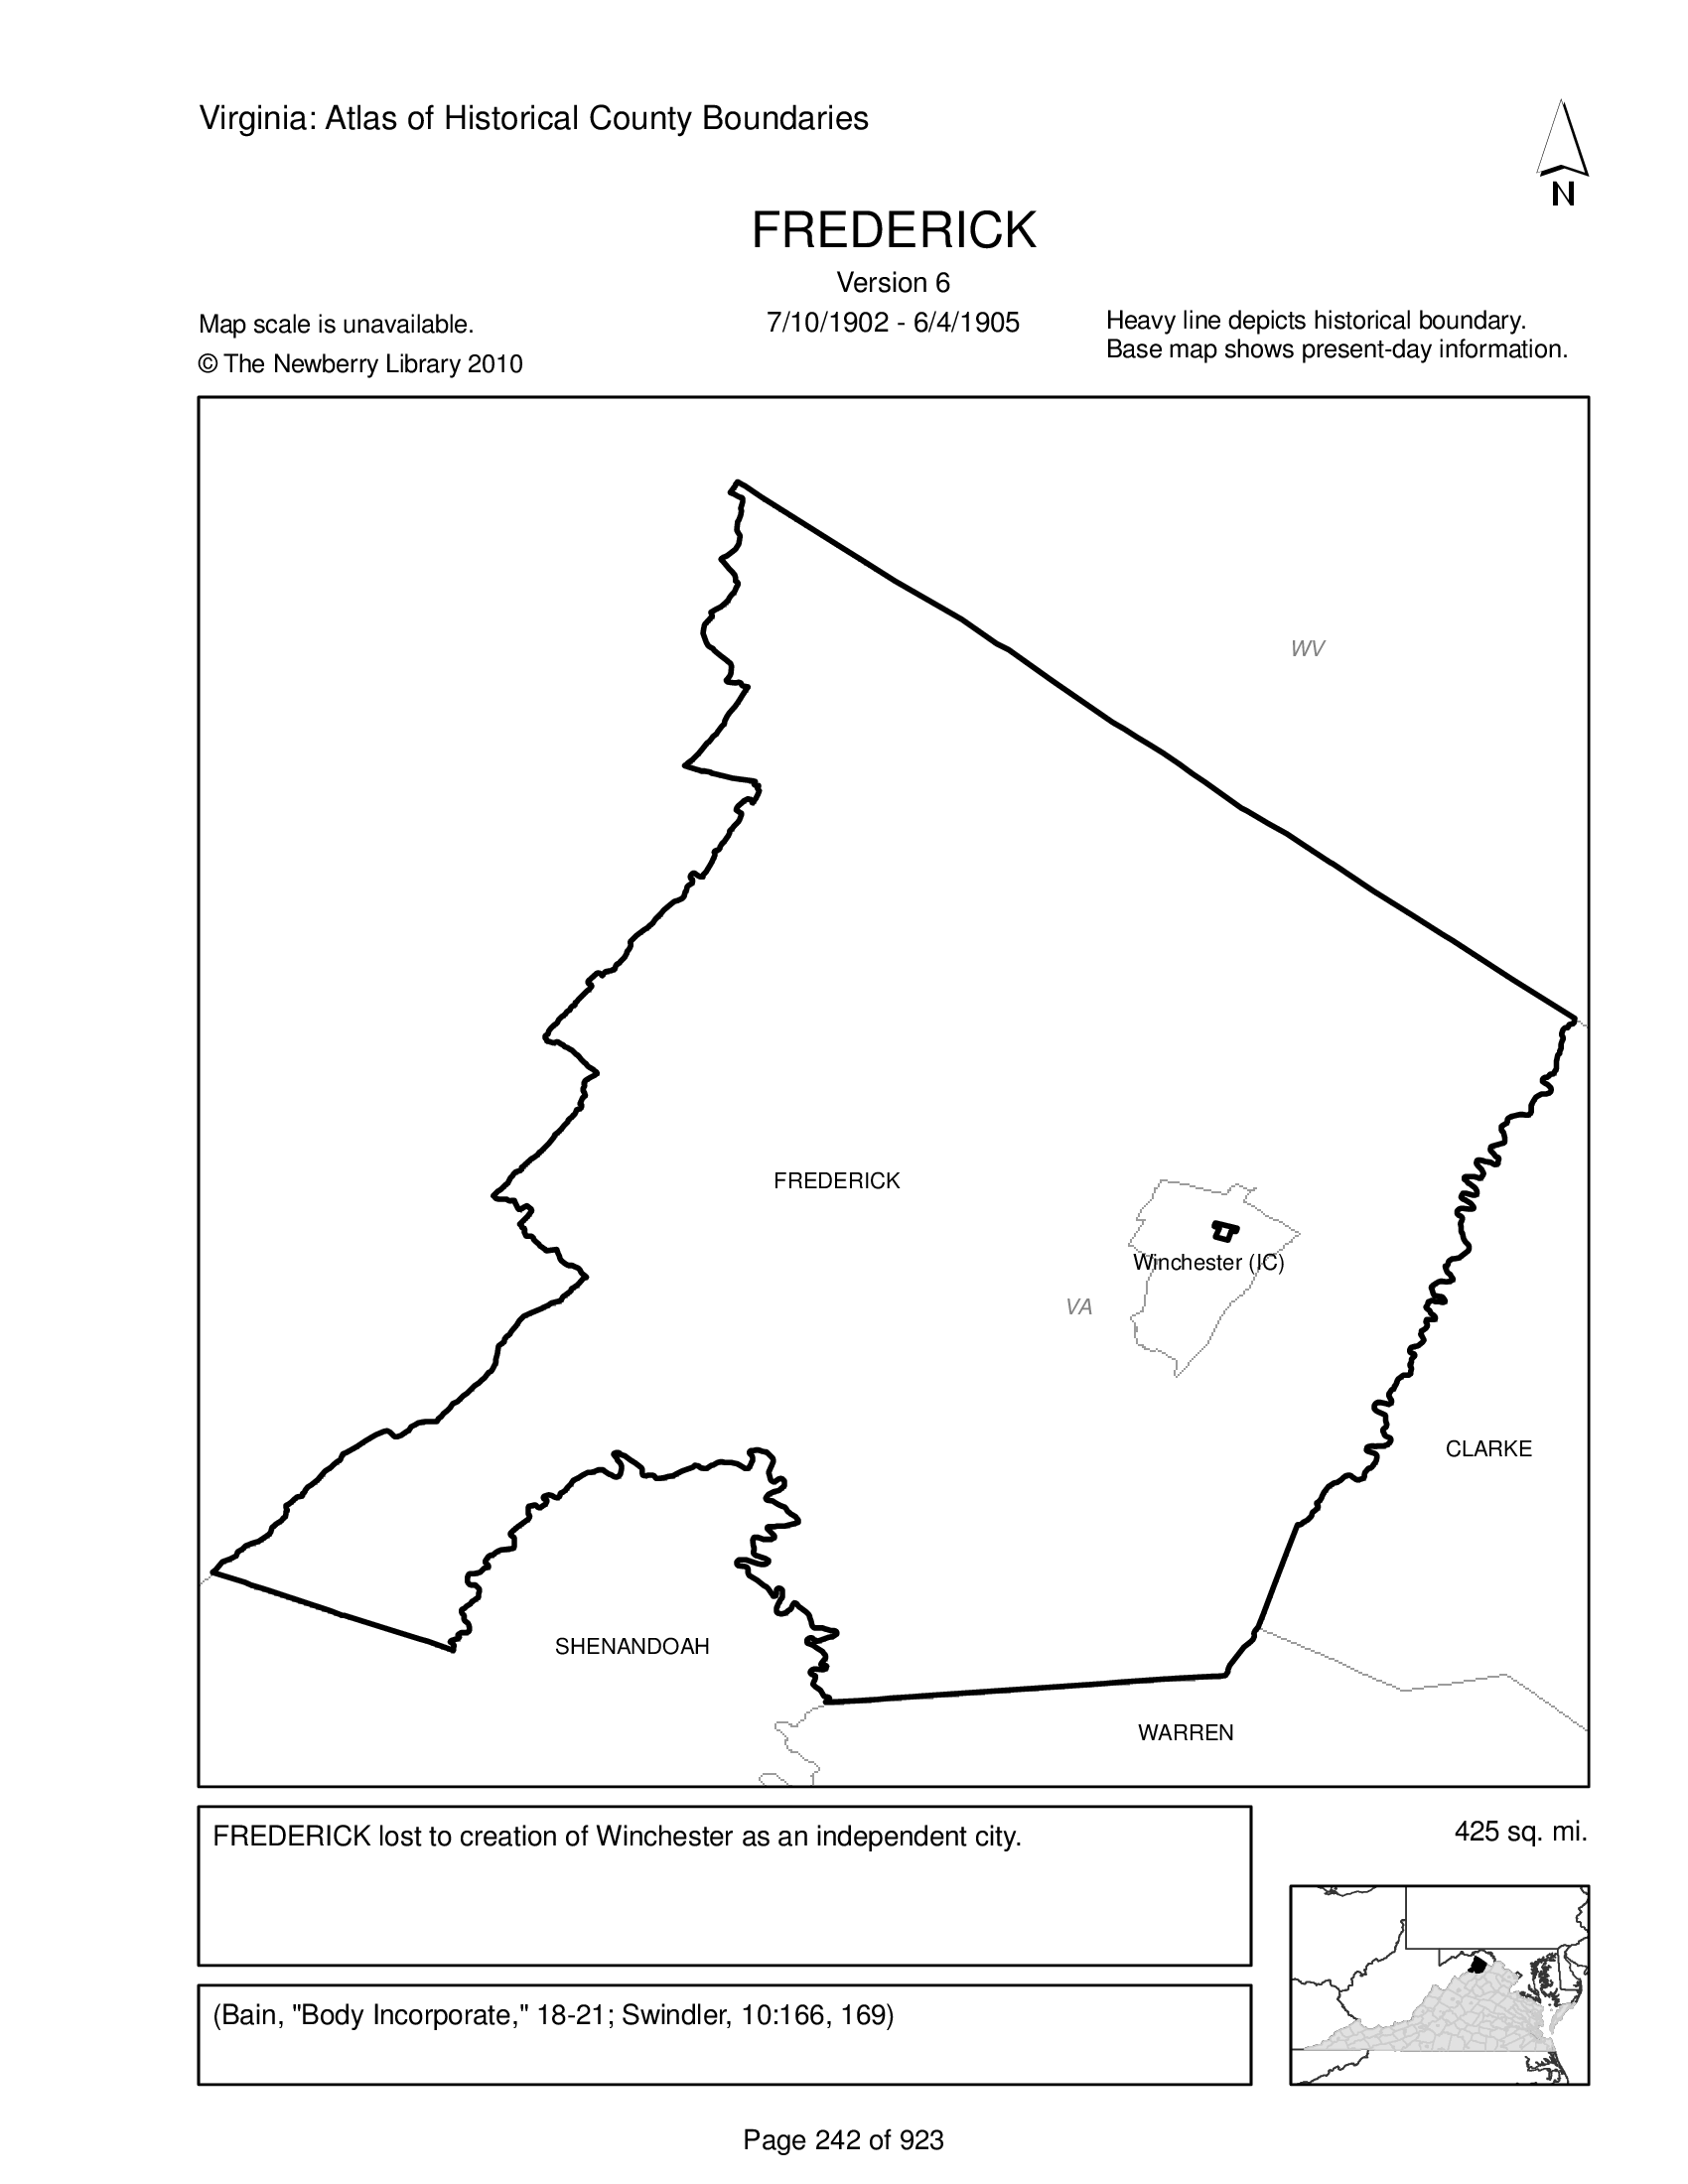 Virginia: Atlas of Historical County Boundaries
N
FREDERICK
Version 6
7/10/1902 - 6/4/1905
Map scale is unavailable.
© The Newberry Library 2010
Heavy line depicts historical boundary.
Base map shows present-day information.
WV
FREDERICK
Winchester (IC)
VA
CLARKE
SHENANDOAH
WARREN
FREDERICK lost to creation of Winchester as an independent city.
425 sq. mi.
(Bain, "Body Incorporate," 18-21; Swindler, 10:166, 169)
Page 242 of 923